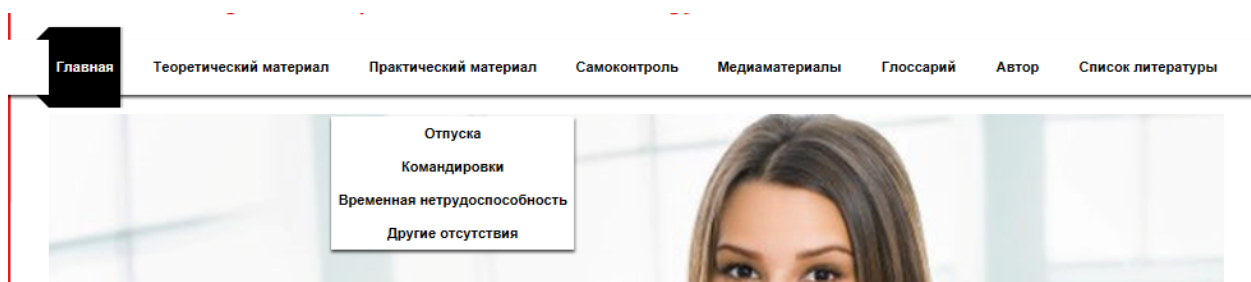 Главная Теоретический материал Практический материал Самоконтроль Медиаматериалы Глоссарий Автор Список литературы
Отпуска
Командировки
Временная нетрудоспособность
Другие отсутствия